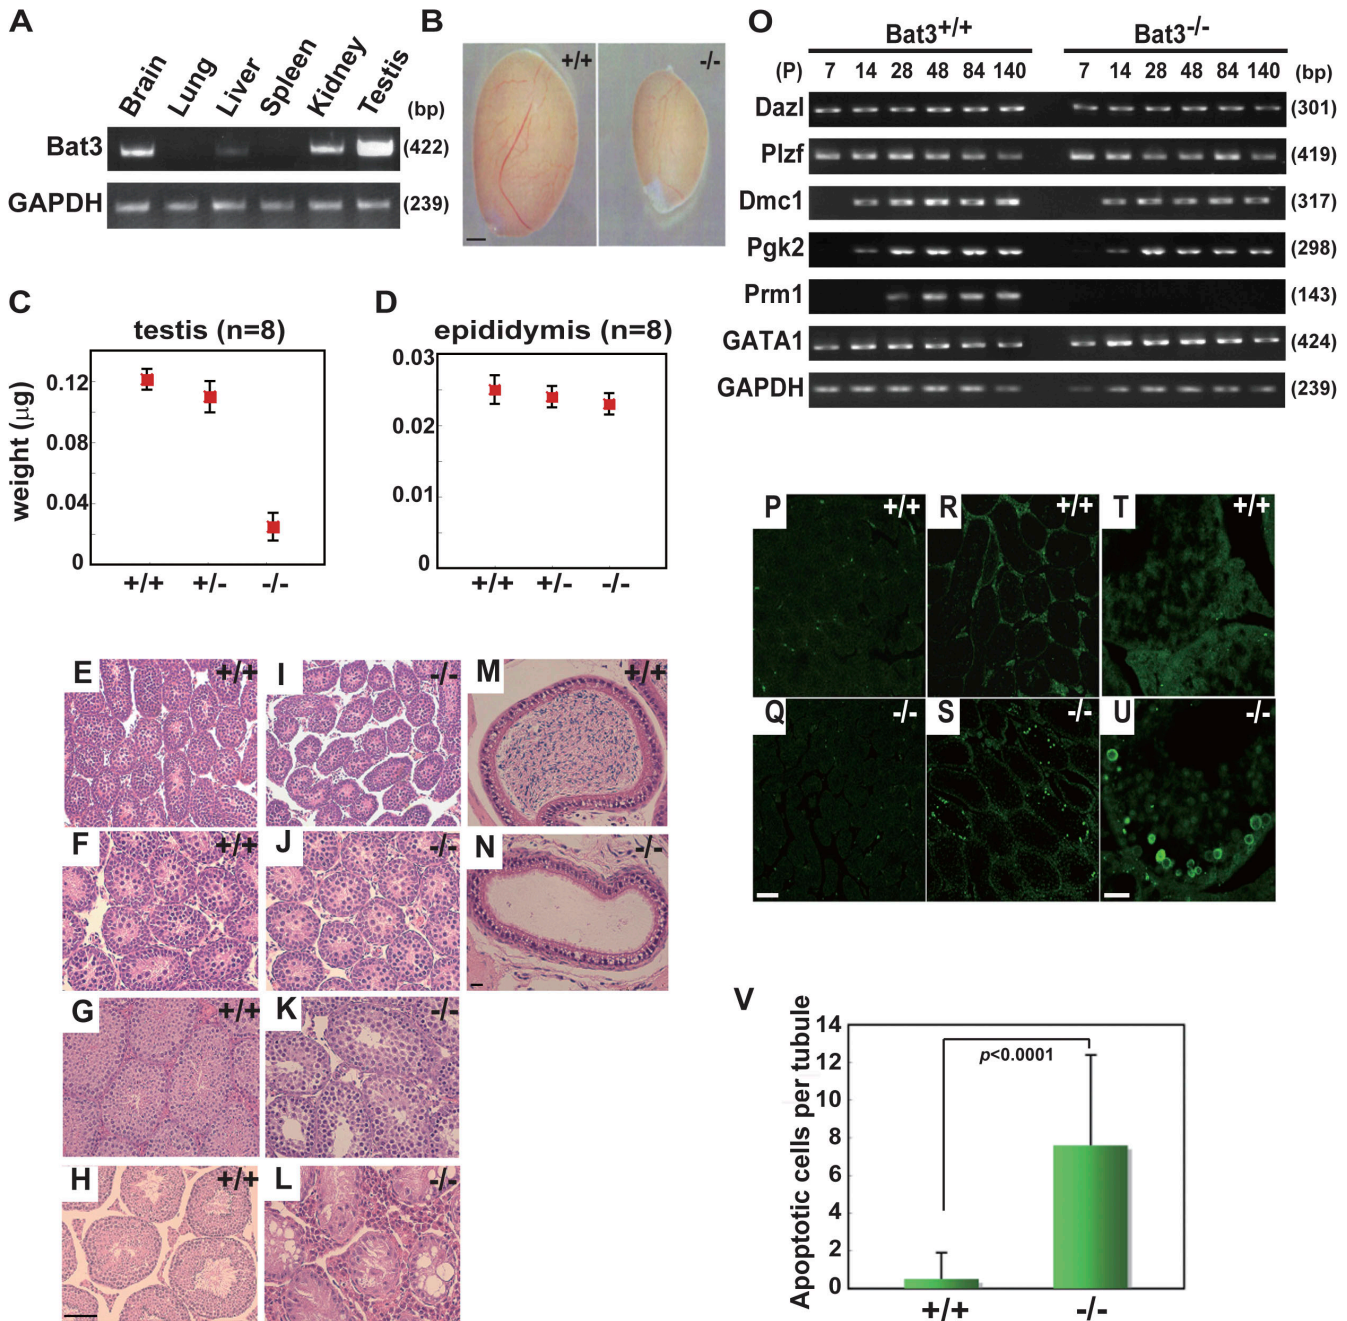 A
Brain Lung Liver Spleen Kidney Testis
(bp)
Bat3 (422)
GAPDH (239)
B
+/+ -/-
C
testis (n=8)
weight (µg)
0.12
0.08
0.04
0
+/+ +/- -/-
D
epididymis (n=8)
0.03
0.02
0.01
0
+/+ +/- -/-
E +/+
I -/-
M +/+
F +/+
J -/-
N -/-
G +/+
K -/-
H +/+
L -/-
O
Bat3+/+ Bat3-/-
(P) 7 14 28 48 84 140 7 14 28 48 84 140 (bp)
Dazl (301)
Plzf (419)
Dmc1 (317)
Pgk2 (298)
Prm1 (143)
GATA1 (424)
GAPDH (239)
P +/+
R +/+
T +/+
Q -/-
S -/-
U -/-
V
Apoptotic cells per tubule
14
12
10
8
6
4
2
0
p<0.0001
+/+ -/-